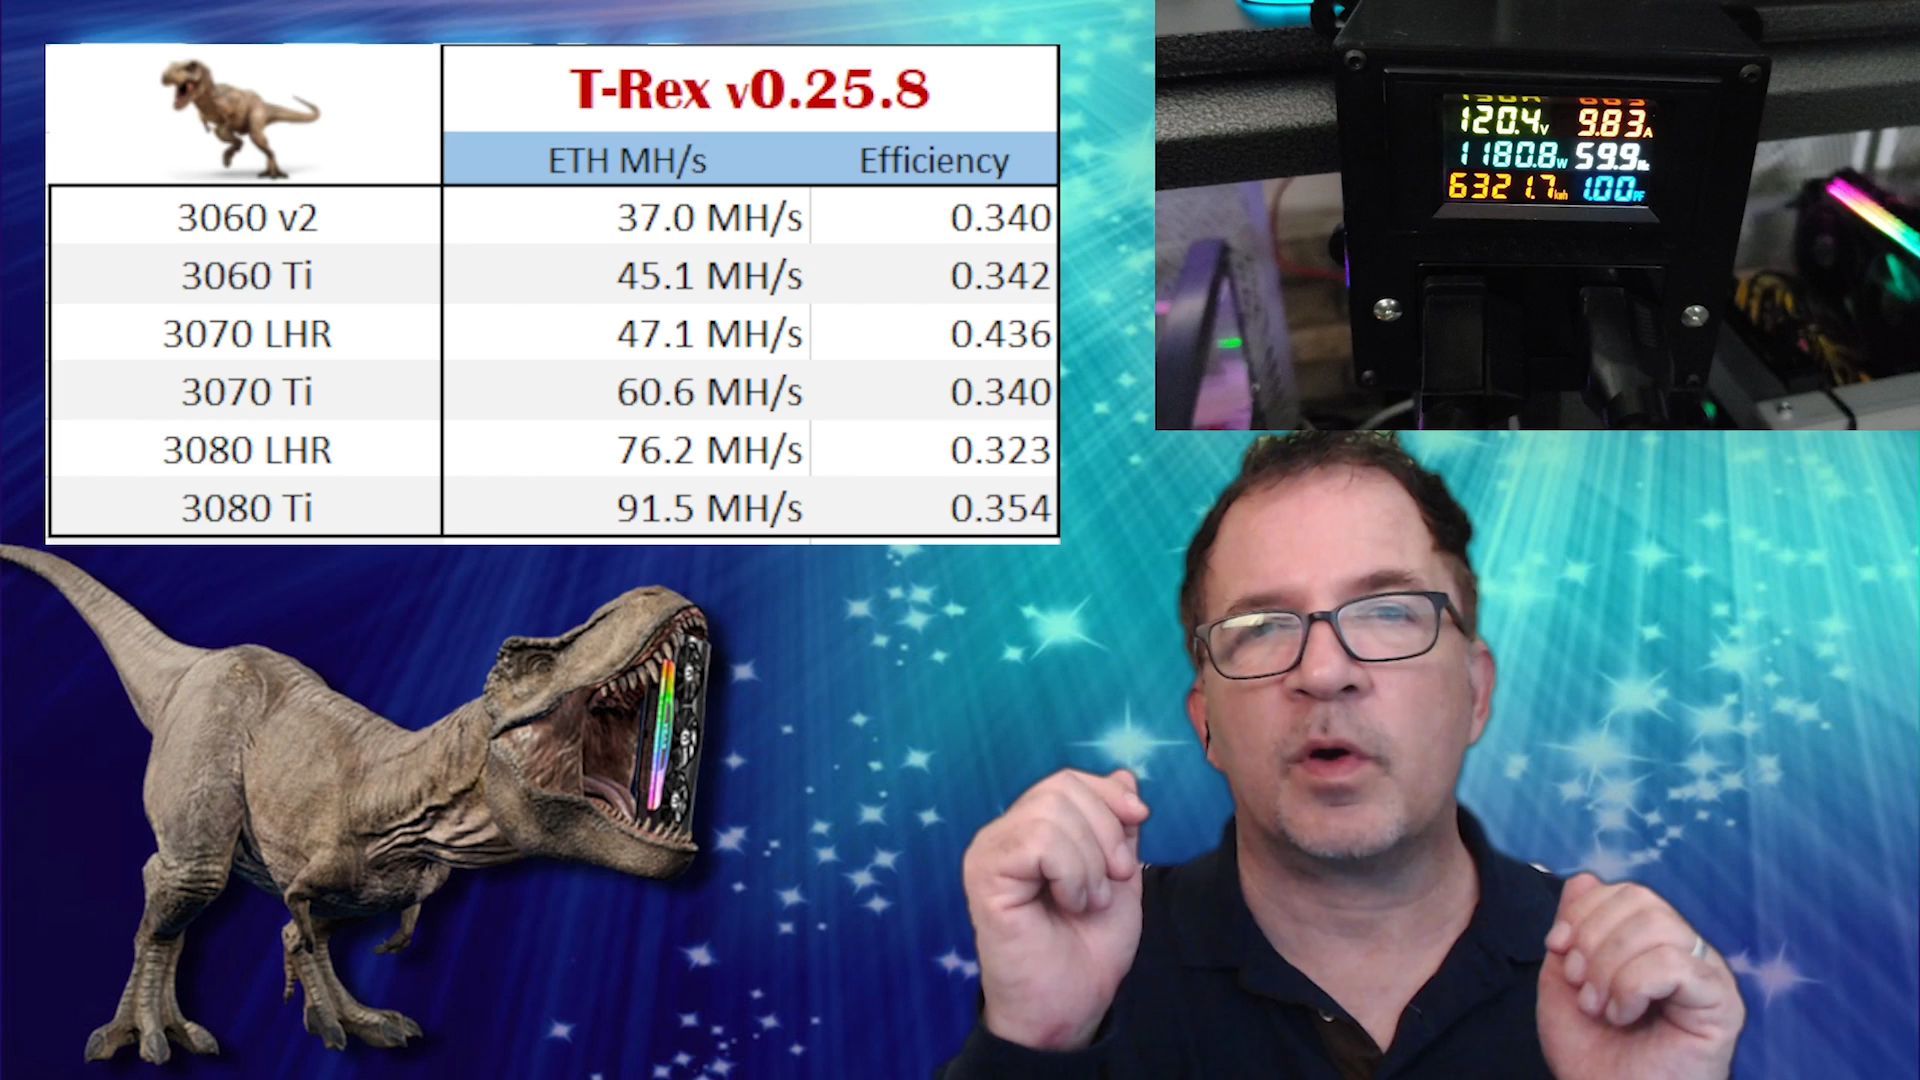 T-Rex v0.25.8
ETH MH/s Efficiency
3060 v2 37.0 MH/s 0.340
3060 Ti 45.1 MH/s 0.342
3070 LHR 47.1 MH/s 0.436
3070 Ti 60.6 MH/s 0.340
3080 LHR 76.2 MH/s 0.323
3080 Ti 91.5 MH/s 0.354
120.4V 9.83A
1180.8W 59.9Hz
6321.7kwh 1.00PF